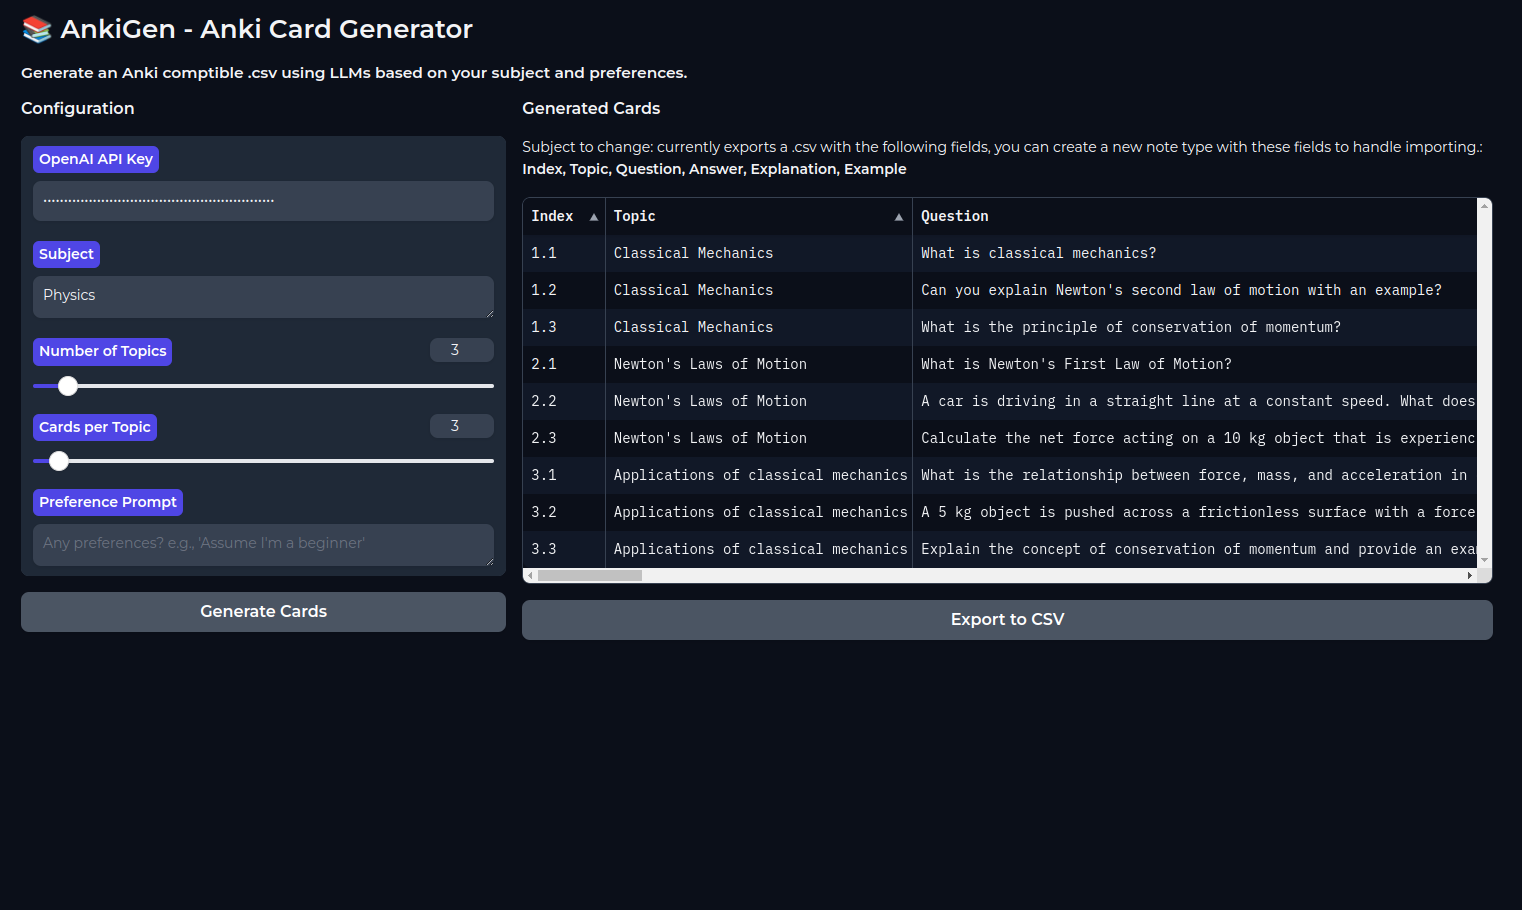 📚 AnkiGen - Anki Card Generator
Generate an Anki comptible .csv using LLMs based on your subject and preferences.
Configuration
OpenAI API Key
Subject
Physics
Number of Topics
3
Cards per Topic
3
Preference Prompt
Any preferences? e.g., 'Assume I'm a beginner'
Generate Cards
Generated Cards
Subject to change: currently exports a .csv with the following fields, you can create a new note type with these fields to handle importing.:
Index, Topic, Question, Answer, Explanation, Example
Index ▲ Topic ▲ Question
1.1 Classical Mechanics What is classical mechanics?
1.2 Classical Mechanics Can you explain Newton's second law of motion with an example?
1.3 Classical Mechanics What is the principle of conservation of momentum?
2.1 Newton's Laws of Motion What is Newton's First Law of Motion?
2.2 Newton's Laws of Motion A car is driving in a straight line at a constant speed. What does
2.3 Newton's Laws of Motion Calculate the net force acting on a 10 kg object that is experienc
3.1 Applications of classical mechanics What is the relationship between force, mass, and acceleration in
3.2 Applications of classical mechanics A 5 kg object is pushed across a frictionless surface with a force
3.3 Applications of classical mechanics Explain the concept of conservation of momentum and provide an exa
Export to CSV